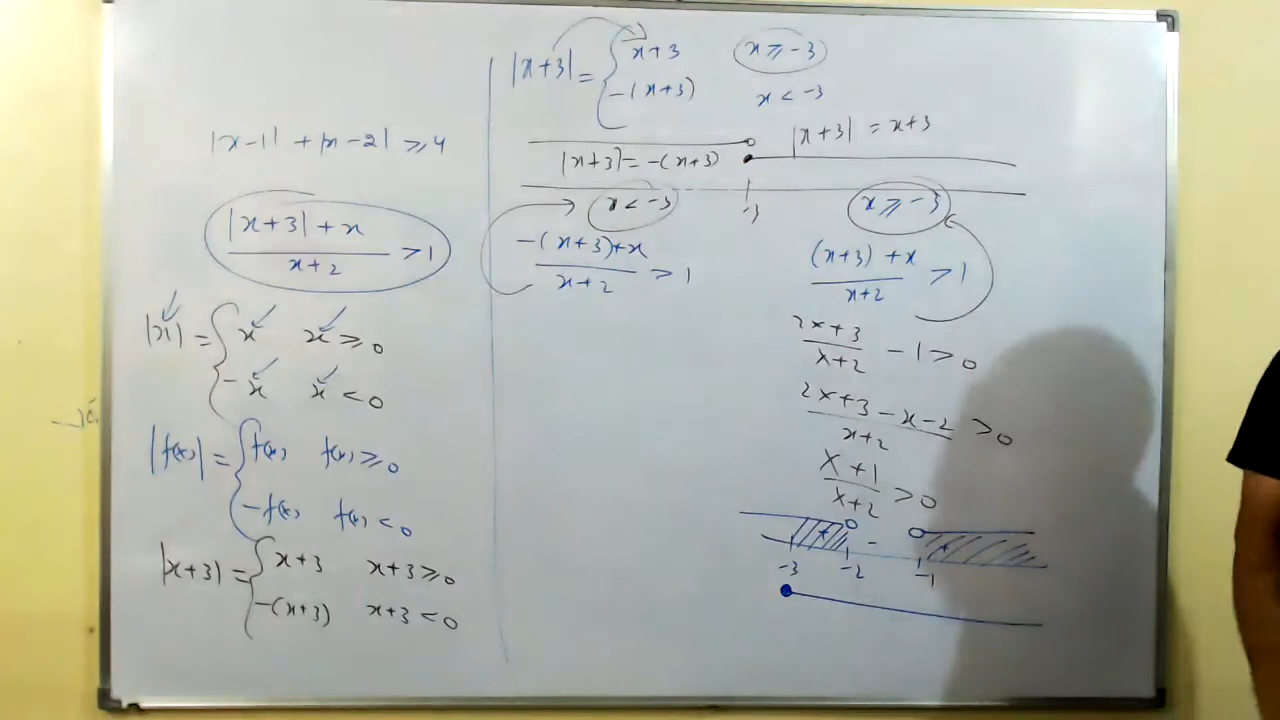 |x-1| + |x-2| ≥ 4
|x+3| + x
x+2
> 1
|x| = { x   x ≥ 0
-x   x < 0
|f(x)| = { f(x)   f(x) ≥ 0
-f(x)   f(x) < 0
|x+3| = { x+3   x+3 ≥ 0
-(x+3)   x+3 < 0
|x+3| = { x+3   x ≥ -3
-(x+3)   x < -3
|x+3| = x+3
|x+3| = -(x+3)
x < -3   -3   x ≥ -3
-(x+3)+x
x+2
> 1
(x+3) + x
x+2
> 1
2x+3
x+2
- 1 > 0
2x+3-x-2
x+2
> 0
x+1
x+2
> 0
+ - +
-3 -2 -1